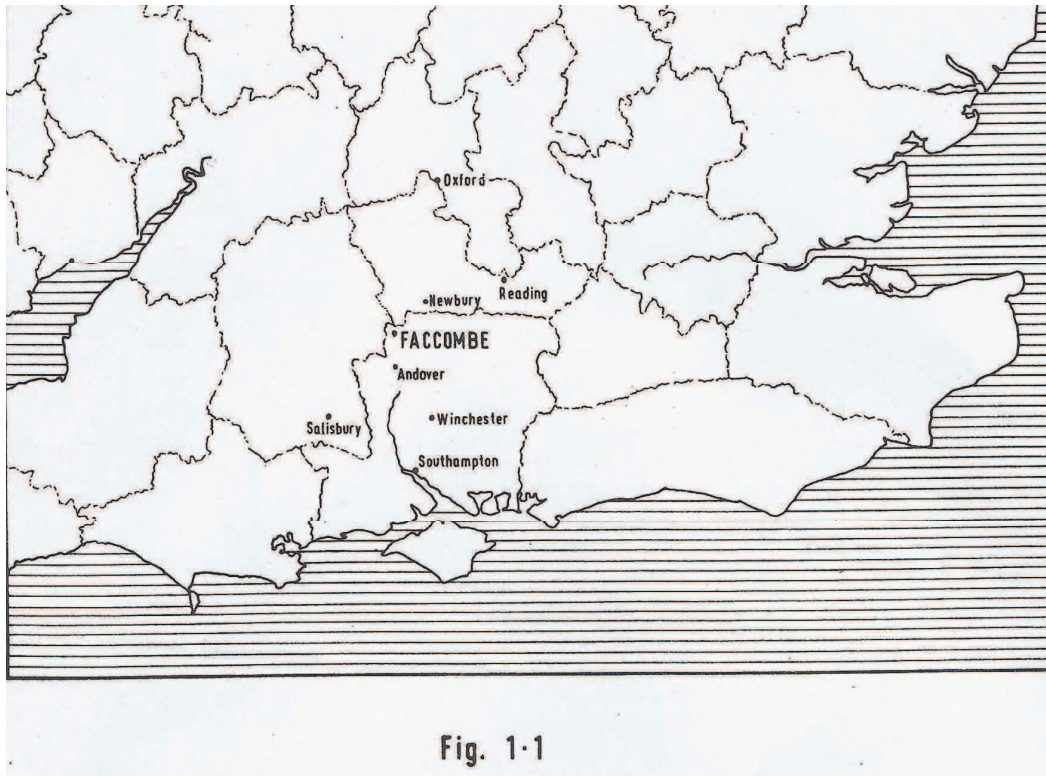 Oxford
Reading
Newbury
FACCOMBE
Andover
Winchester
Salisbury
Southampton
Fig. 1·1